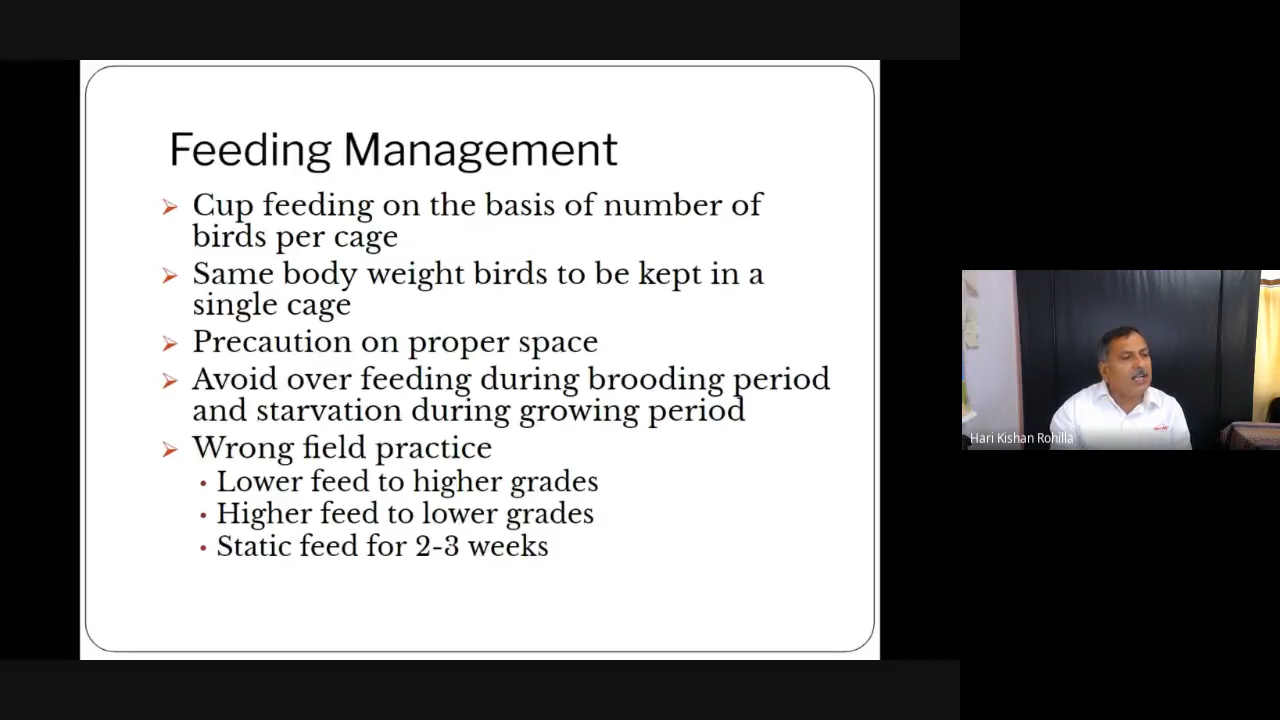 Feeding Management
Cup feeding on the basis of number of
birds per cage
Same body weight birds to be kept in a
single cage
Precaution on proper space
Avoid over feeding during brooding period
and starvation during growing period
Wrong field practice
Lower feed to higher grades
Higher feed to lower grades
Static feed for 2-3 weeks
Hari Kishan Rohilla